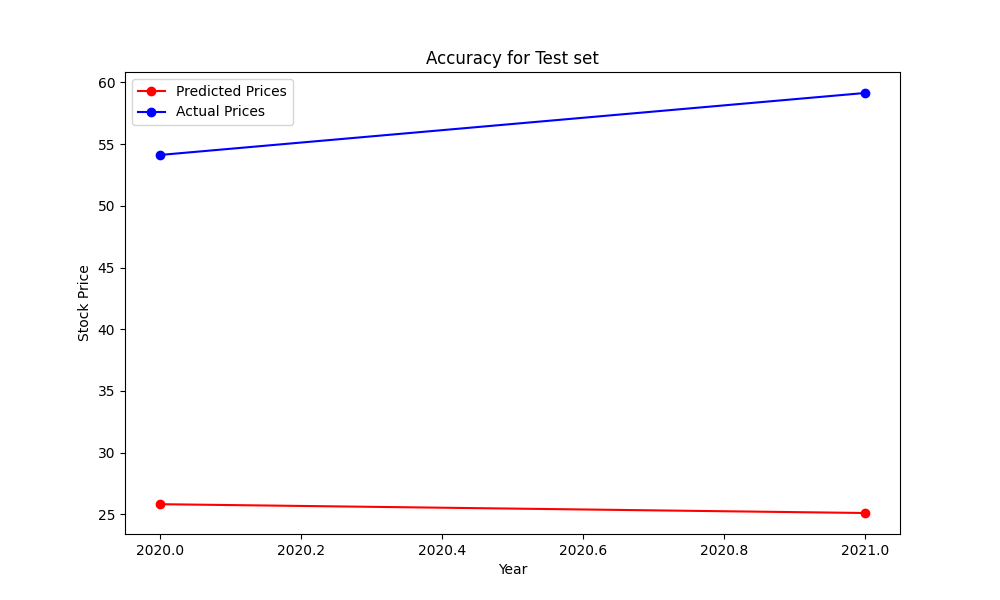 Accuracy for Test set
Predicted Prices
Actual Prices
60
55
50
45
40
35
30
25
Stock Price
2020.0 2020.2 2020.4 2020.6 2020.8 2021.0
Year